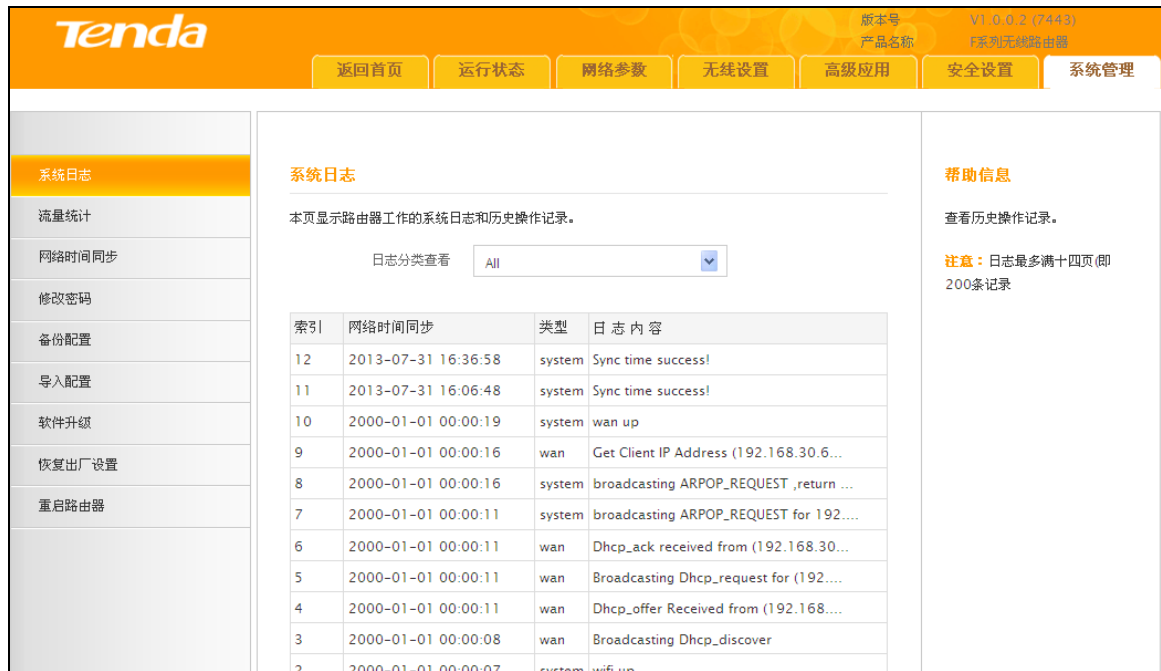 Tenda
版本号 V1.0.0.2 (7443)
产品名称 F系列无线路由器
返回首页 运行状态 网络参数 无线设置 高级应用 安全设置 系统管理
系统日志
流量统计
网络时间同步
修改密码
备份配置
导入配置
软件升级
恢复出厂设置
重启路由器
系统日志
本页显示路由器工作的系统日志和历史操作记录。
日志分类查看 All
索引 网络时间同步 类型 日志内容
12 2013-07-31 16:36:58 system Sync time success!
11 2013-07-31 16:06:48 system Sync time success!
10 2000-01-01 00:00:19 system wan up
9 2000-01-01 00:00:16 wan Get Client IP Address (192.168.30.6...
8 2000-01-01 00:00:16 system broadcasting ARPOP_REQUEST ,return ...
7 2000-01-01 00:00:11 system broadcasting ARPOP_REQUEST for 192....
6 2000-01-01 00:00:11 wan Dhcp_ack received from (192.168.30...
5 2000-01-01 00:00:11 wan Broadcasting Dhcp_request for (192....
4 2000-01-01 00:00:11 wan Dhcp_offer Received from (192.168....
3 2000-01-01 00:00:08 wan Broadcasting Dhcp_discover
2 2000-01-01 00:00:07 system wifi up
帮助信息
查看历史操作记录。
注意：日志最多满十四页(即
200条记录